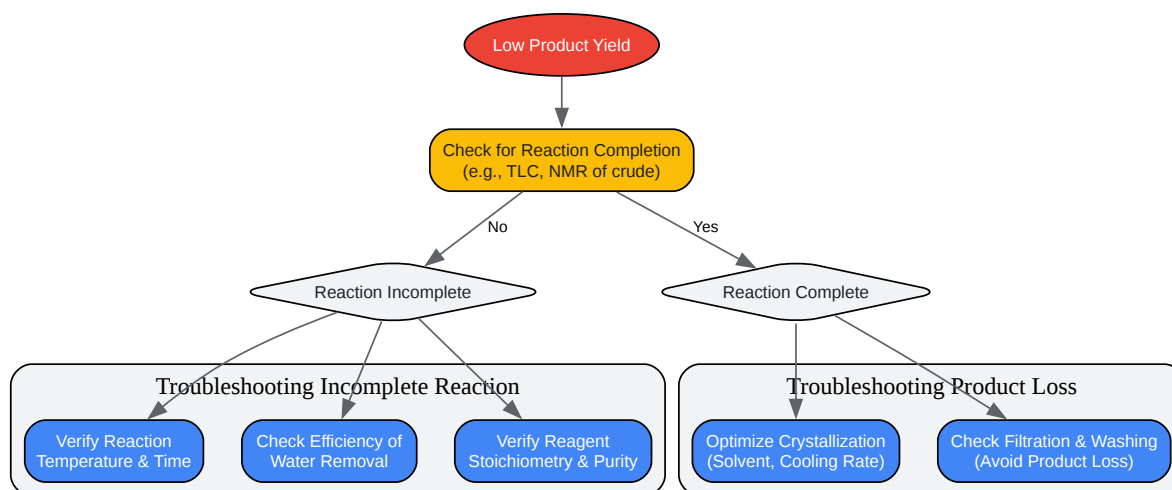 Low Product Yield
Check for Reaction Completion
(e.g., TLC, NMR of crude)
No
Yes
Reaction Incomplete
Reaction Complete
Troubleshooting Incomplete Reaction
Troubleshooting Product Loss
Verify Reaction
Temperature & Time
Check Efficiency of
Water Removal
Verify Reagent
Stoichiometry & Purity
Optimize Crystallization
(Solvent, Cooling Rate)
Check Filtration & Washing
(Avoid Product Loss)